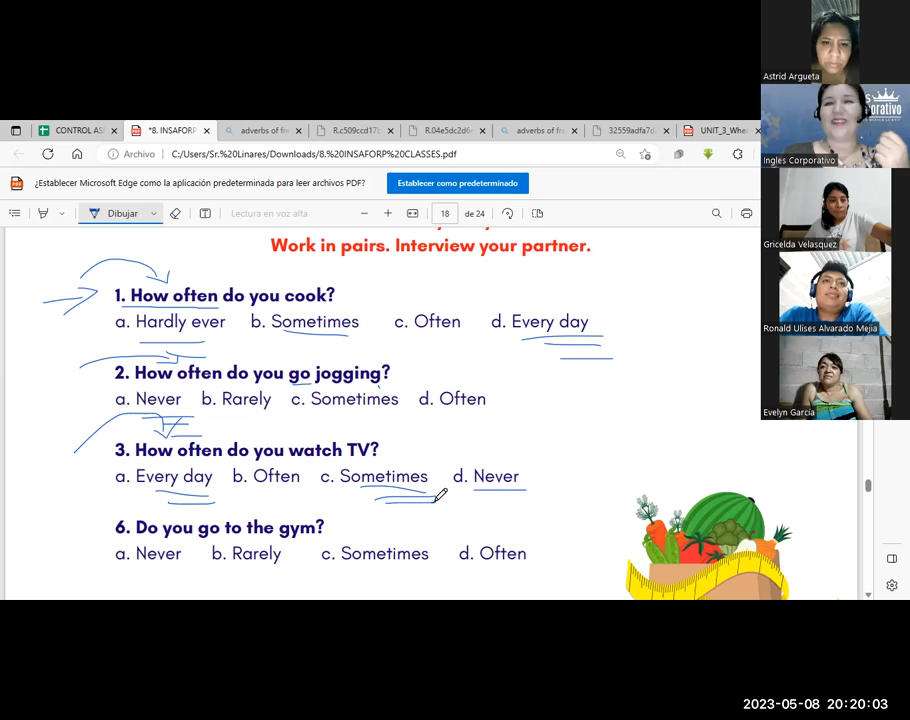 Astrid Argueta
CONTROL AS
*8. INSAFORP
adverbs of fre
R.c509ccd17
R.04e5dc2d6
adverbs of fre
32559adfa7d
UNIT_3_Whe
Archivo
C:/Users/Sr.%20Linares/Downloads/8.%20INSAFORP%20CLASSES.pdf
orativo
Ingles Corporativo
¿Establecer Microsoft Edge como la aplicación predeterminada para leer archivos PDF?
Establecer como predeterminado
Dibujar
Lectura en voz alta
18
de 24
Work in pairs. Interview your partner.
Gricelda Velasquez
1. How often do you cook?
a. Hardly ever b. Sometimes c. Often d. Every day
Ronald Ulises Alvarado Mejia
2. How often do you go jogging?
a. Never b. Rarely c. Sometimes d. Often
Evelyn García
3. How often do you watch TV?
a. Every day b. Often c. Sometimes d. Never
6. Do you go to the gym?
a. Never b. Rarely c. Sometimes d. Often
2023-05-08 20:20:03